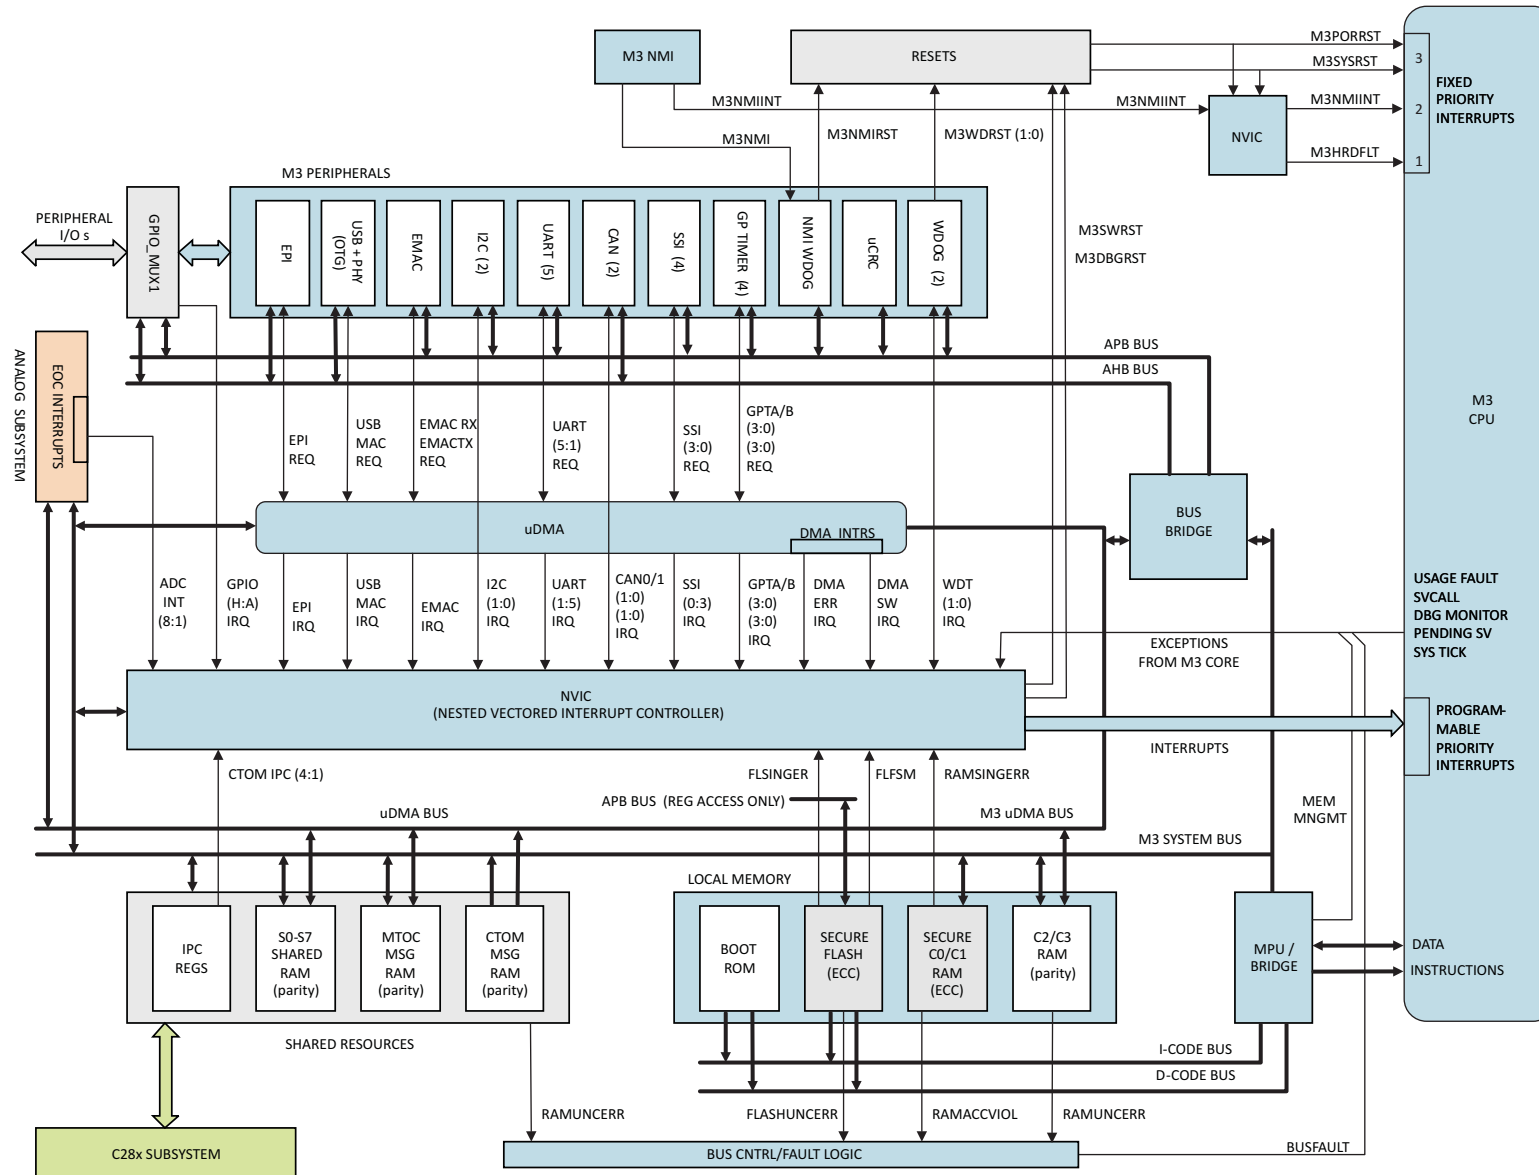 M3 NMI
RESETS
M3PORRST
M3SYSRST
3
2
1
FIXED
PRIORITY
INTERRUPTS
M3NMIINT
M3NMIINT
M3NMIINT
NVIC
M3HRDFLT
M3NMI
M3NMIRST
M3WDRST (1:0)
M3 PERIPHERALS
PERIPHERAL
I/O s
GPIO_MUX1
EPI
USB + PHY
(OTG)
EMAC
I2C (2)
UART (5)
CAN (2)
SSI (4)
GP TIMER (4)
NMI WDOG
uCRC
WDOG (2)
M3SWRST
M3DBGRST
APB BUS
AHB BUS
ANALOG SUBSYSTEM
EOC INTERRUPTS
M3
CPU
EPI
REQ
USB
MAC
REQ
EMAC RX
EMACTX
REQ
UART
(5:1)
REQ
SSI
(3:0)
REQ
GPTA/B
(3:0)
(3:0)
REQ
BUS
BRIDGE
uDMA
DMA INTRS
ADC
INT
(8:1)
GPIO
(H:A)
IRQ
EPI
IRQ
USB
MAC
IRQ
EMAC
IRQ
I2C
(1:0)
IRQ
UART
(1:5)
IRQ
CAN0/1
(1:0)
(1:0)
IRQ
SSI
(0:3)
IRQ
GPTA/B
(3:0)
(3:0)
IRQ
DMA
ERR
IRQ
DMA
SW
IRQ
WDT
(1:0)
IRQ
USAGE FAULT
SVCALL
DBG MONITOR
PENDING SV
SYS TICK
EXCEPTIONS
FROM M3 CORE
NVIC
(NESTED VECTORED INTERRUPT CONTROLLER)
INTERRUPTS
PROGRAM-
MABLE
PRIORITY
INTERRUPTS
CTOM IPC (4:1)
FLSINGER
FLFSM
RAMSINGERR
APB BUS (REG ACCESS ONLY)
uDMA BUS
M3 uDMA BUS
M3 SYSTEM BUS
MEM
MNGMT
LOCAL MEMORY
IPC
REGS
S0-S7
SHARED
RAM
(parity)
MTOC
MSG
RAM
(parity)
CTOM
MSG
RAM
(parity)
BOOT
ROM
SECURE
FLASH
(ECC)
SECURE
C0/C1
RAM
(ECC)
C2/C3
RAM
(parity)
MPU /
BRIDGE
DATA
INSTRUCTIONS
SHARED RESOURCES
I-CODE BUS
D-CODE BUS
RAMUNCERR
FLASHUNCERR
RAMACCVIOL
RAMUNCERR
C28x SUBSYSTEM
BUS CNTRL/FAULT LOGIC
BUSFAULT